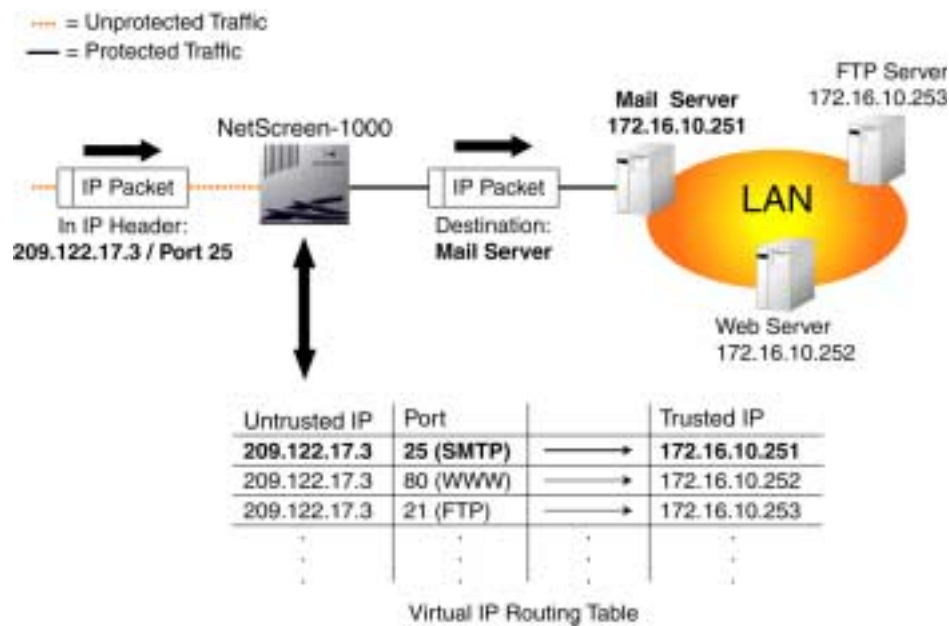 = Unprotected Traffic
= Protected Traffic
FTP Server
172.16.10.253
Mail Server
172.16.10.251
NetScreen-1000
IP Packet
IP Packet
LAN
In IP Header:
209.122.17.3 / Port 25
Destination:
Mail Server
Web Server
172.16.10.252
Untrusted IP Port Trusted IP
209.122.17.3 25 (SMTP) 172.16.10.251
209.122.17.3 80 (WWW) 172.16.10.252
209.122.17.3 21 (FTP) 172.16.10.253
Virtual IP Routing Table